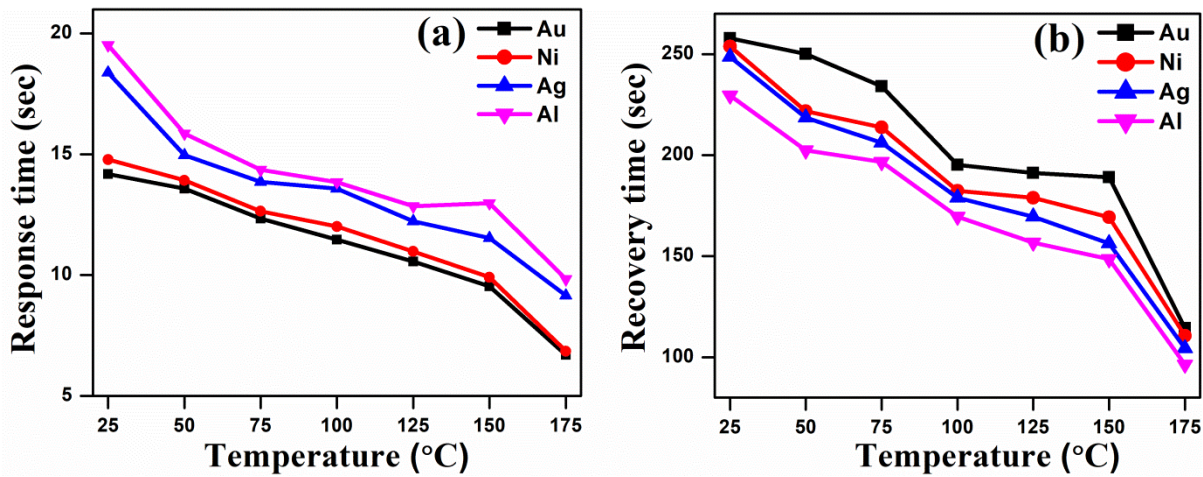 (a)
Au
Ni
Ag
Al
Response time (sec)
20
15
10
5
25 50 75 100 125 150 175
Temperature (°C)
(b)
Au
Ni
Ag
Al
Recovery time (sec)
250
200
150
100
25 50 75 100 125 150 175
Temperature (°C)